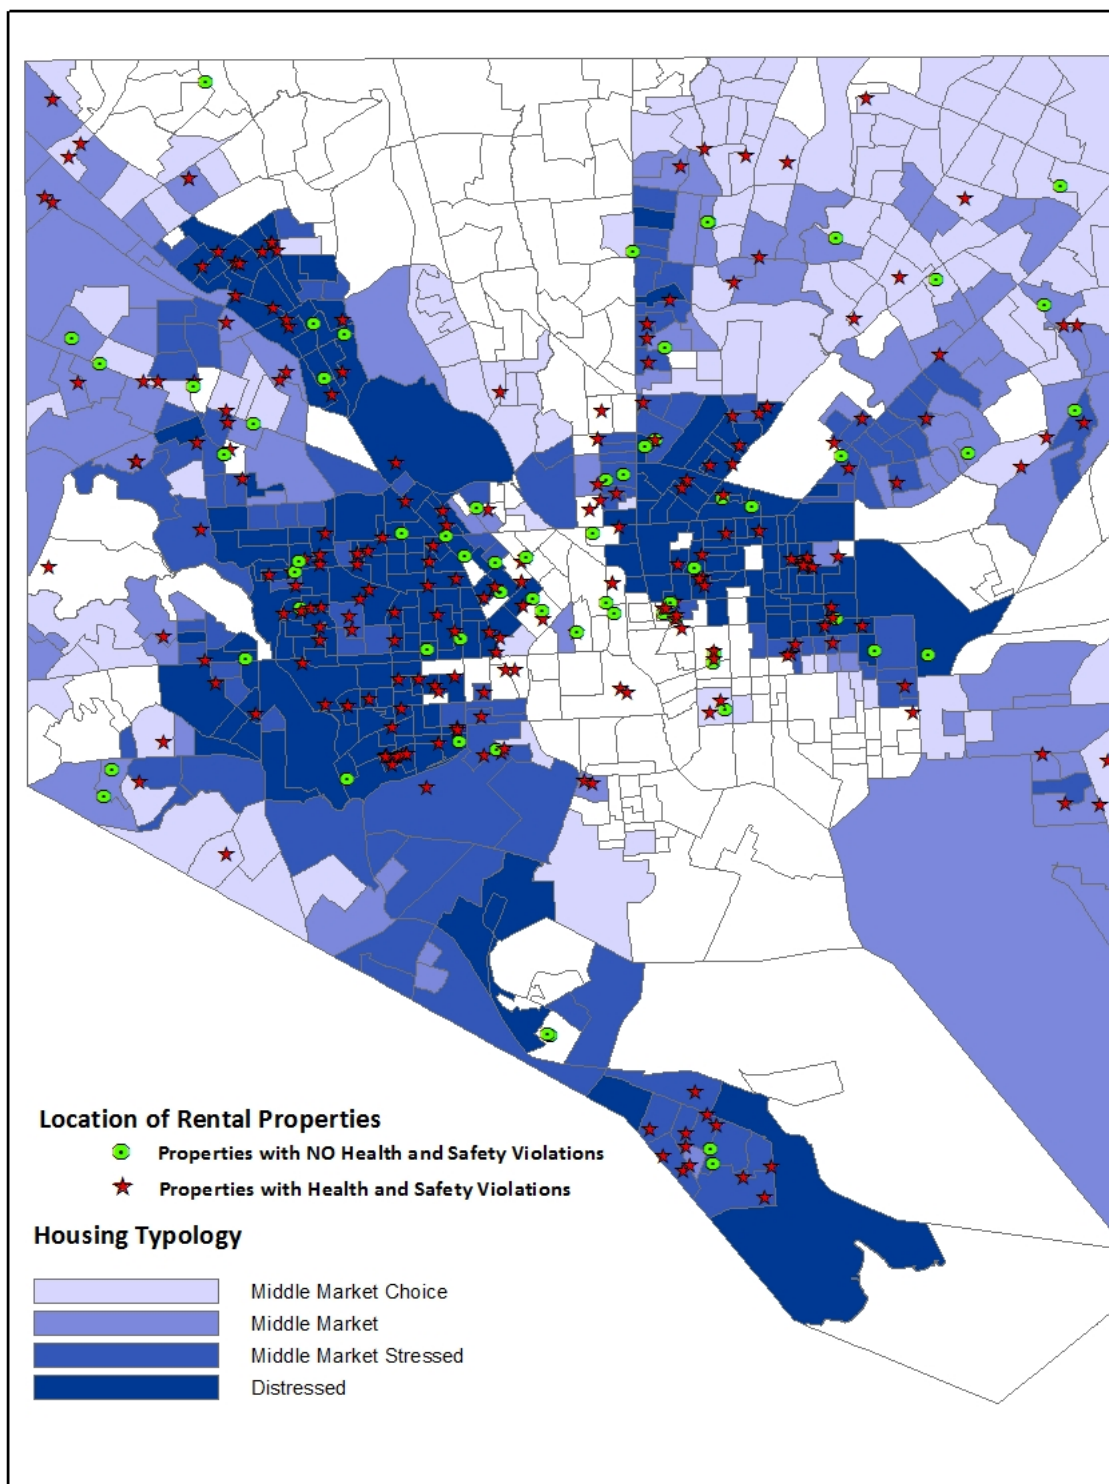 Location of Rental Properties
Properties with NO Health and Safety Violations
Properties with Health and Safety Violations
Housing Typology
Middle Market Choice
Middle Market
Middle Market Stressed
Distressed